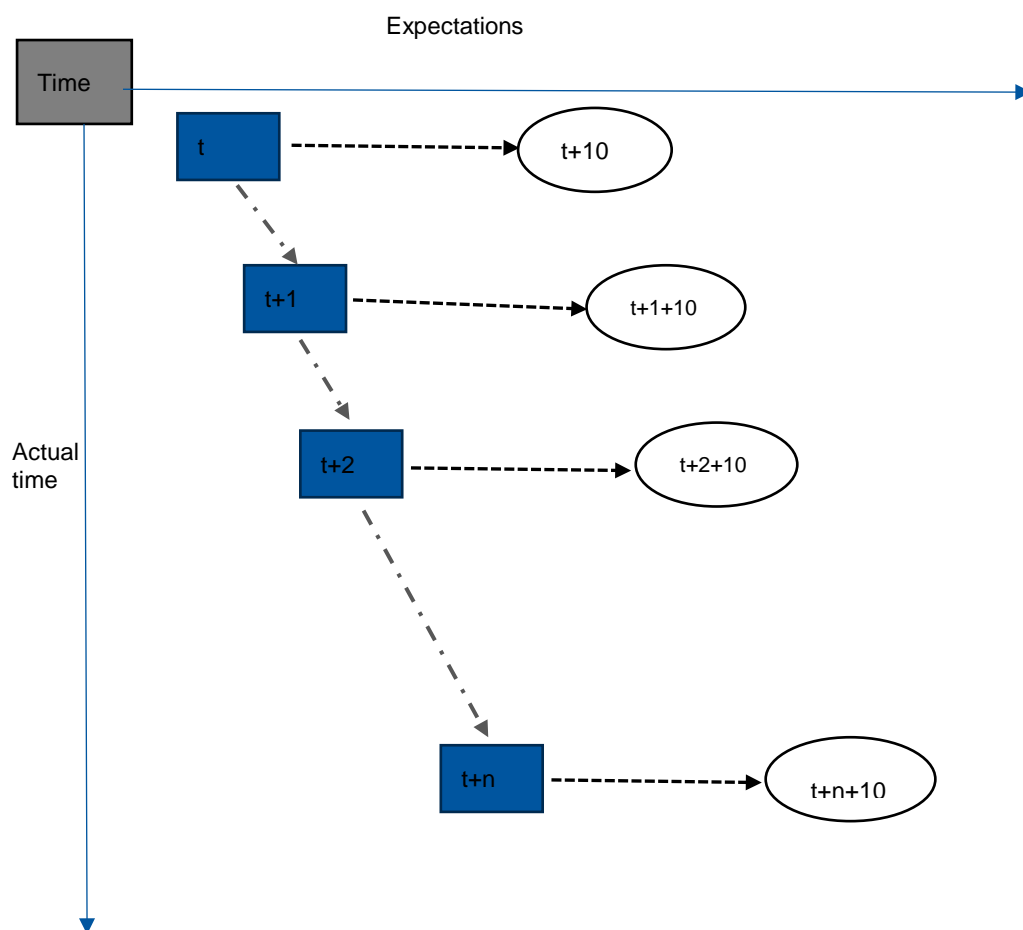 Expectations
Time
t
t+10
t+1
t+1+10
Actual
time
t+2
t+2+10
t+n
t+n+10